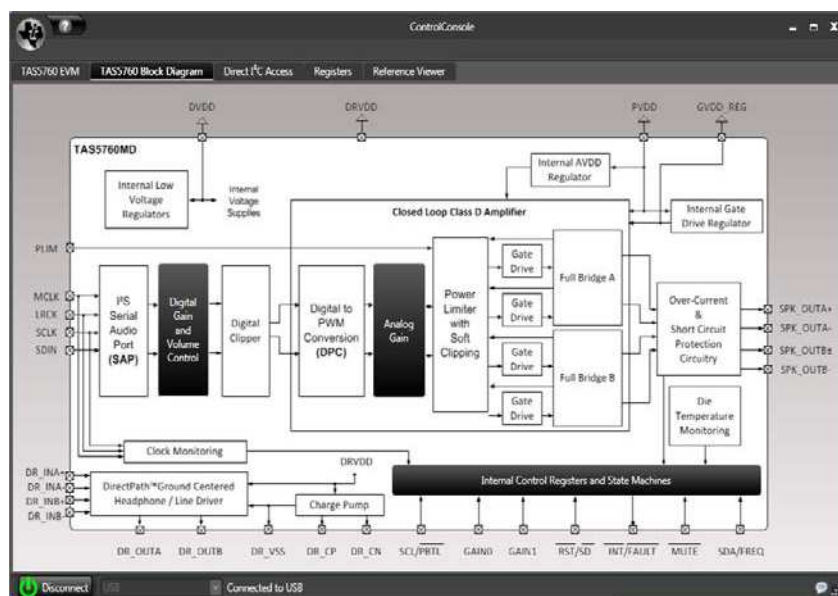 ControlConsole
TAS5760 EVM
TAS5760 Block Diagram
Direct I²C Access
Registers
Reference Viewer
DVDD
DRVDD
PVDD
GVDD_REG
TAS5760MD
Internal Low
Voltage
Regulators
Internal
Voltage
Supplies
Internal AVDD
Regulator
Internal Gate
Drive Regulator
Closed Loop Class D Amplifier
PLIM
MCLK
LRCK
SCLK
SDIN
I²S
Serial
Audio
Port
(SAP)
Digital
Gain
and
Volume
Control
Digital
Clipper
Digital to
PWM
Conversion
(DPC)
Analog
Gain
Power
Limiter
with
Soft
Clipping
Gate
Drive
Gate
Drive
Gate
Drive
Gate
Drive
Full Bridge A
Full Bridge B
Over-Current
&
Short Circuit
Protection
Circuitry
SPK_OUTA+
SPK_OUTA-
SPK_OUTB+
SPK_OUTB-
Die
Temperature
Monitoring
Clock Monitoring
DR_INA+
DR_INA-
DR_INB+
DR_INB-
DirectPath™Ground Centered
Headphone / Line Driver
DRVDD
Charge Pump
Internal Control Registers and State Machines
DR_OUTA
DR_OUTB
DR_VSS
DR_CP
DR_CN
SCL/PBTL
GAIN0
GAIN1
RST/SD
INT/FAULT
MUTE
SDA/FREQ
Disconnect
USB
Connected to USB